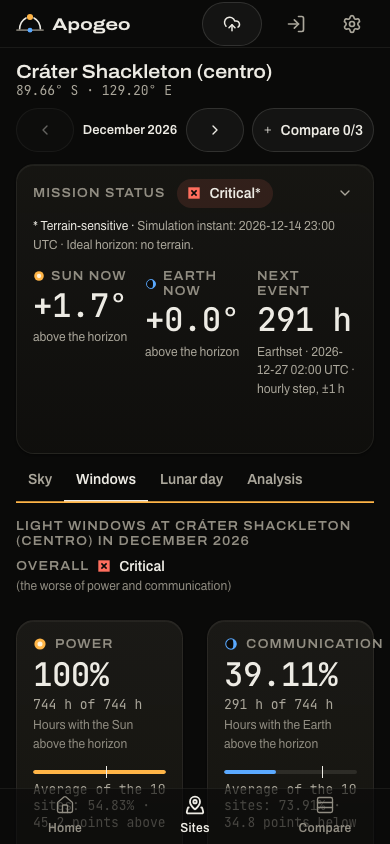 Apogeo
Cráter Shackleton (centro)
89.66° S · 129.20° E
December 2026
+ Compare 0/3
MISSION STATUS
Critical*
* Terrain-sensitive · Simulation instant: 2026-12-14 23:00
UTC · Ideal horizon: no terrain.
SUN NOW
+1.7°
above the horizon
EARTH
NOW
+0.0°
above the horizon
NEXT
EVENT
291 h
Earthset · 2026-
12-27 02:00 UTC ·
hourly step, ±1 h
Sky
Windows
Lunar day
Analysis
LIGHT WINDOWS AT CRÁTER SHACKLETON
(CENTRO) IN DECEMBER 2026
OVERALL
Critical
(the worse of power and communication)
POWER
100%
744 h of 744 h
Hours with the Sun
above the horizon
Average of the 10
sites: 54.83% ·
45.2 points above
COMMUNICATION
39.11%
291 h of 744 h
Hours with the Earth
above the horizon
Average of the 10
sites: 73.91% ·
34.8 points below
Home
Sites
Compare